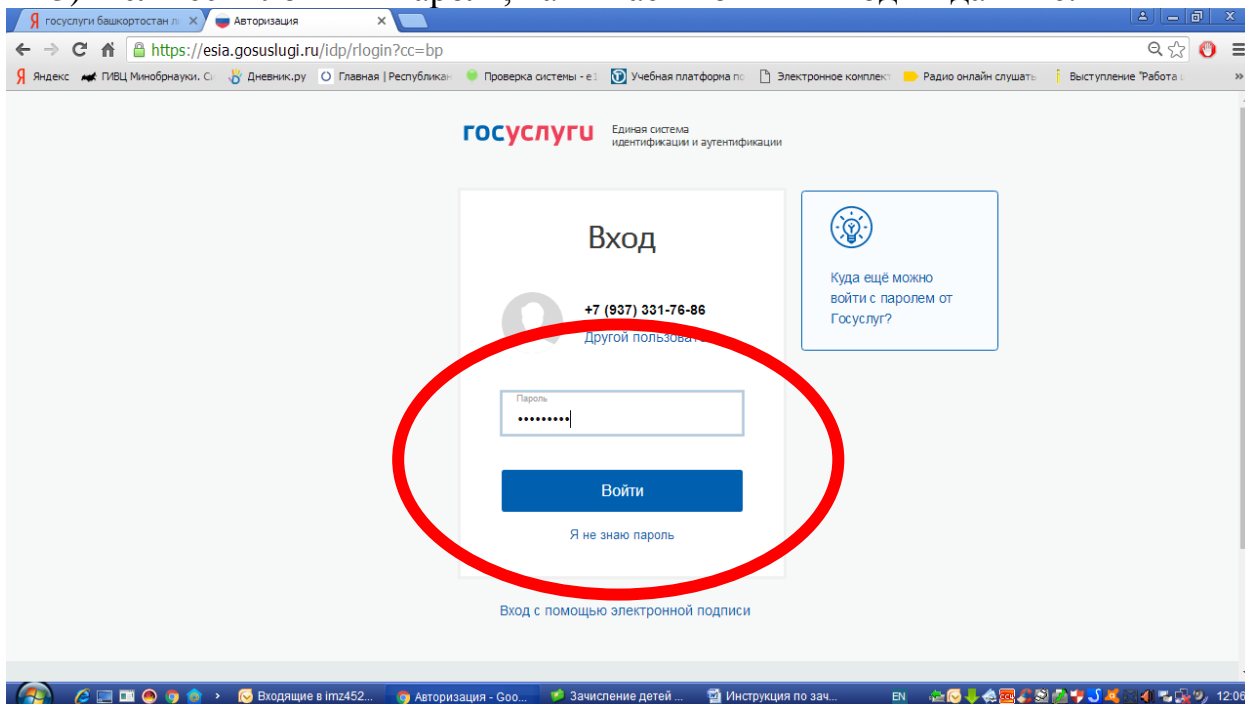 госуслуги башкортостан л
Авторизация
https://esia.gosuslugi.ru/idp/rlogin?cc=bp
Яндекс ГИВЦ Минобрнауки. С Дневник.ру Главная | Республикан Проверка системы - e Учебная платформа по Электронное комплект Радио онлайн слушать Выступление "Работа »
госуслуги Единая система
идентификации и аутентификации
Вход
+7 (937) 331-76-86
Другой
Куда ещё можно
войти с паролем от
Госуслуг?
Пароль
•••••••••
Войти
Я не знаю пароль
Вход с помощью электронной подписи
Входящие в imz452... Авторизация - Goo... Зачисление детей ... Инструкция по зач... EN 12:06